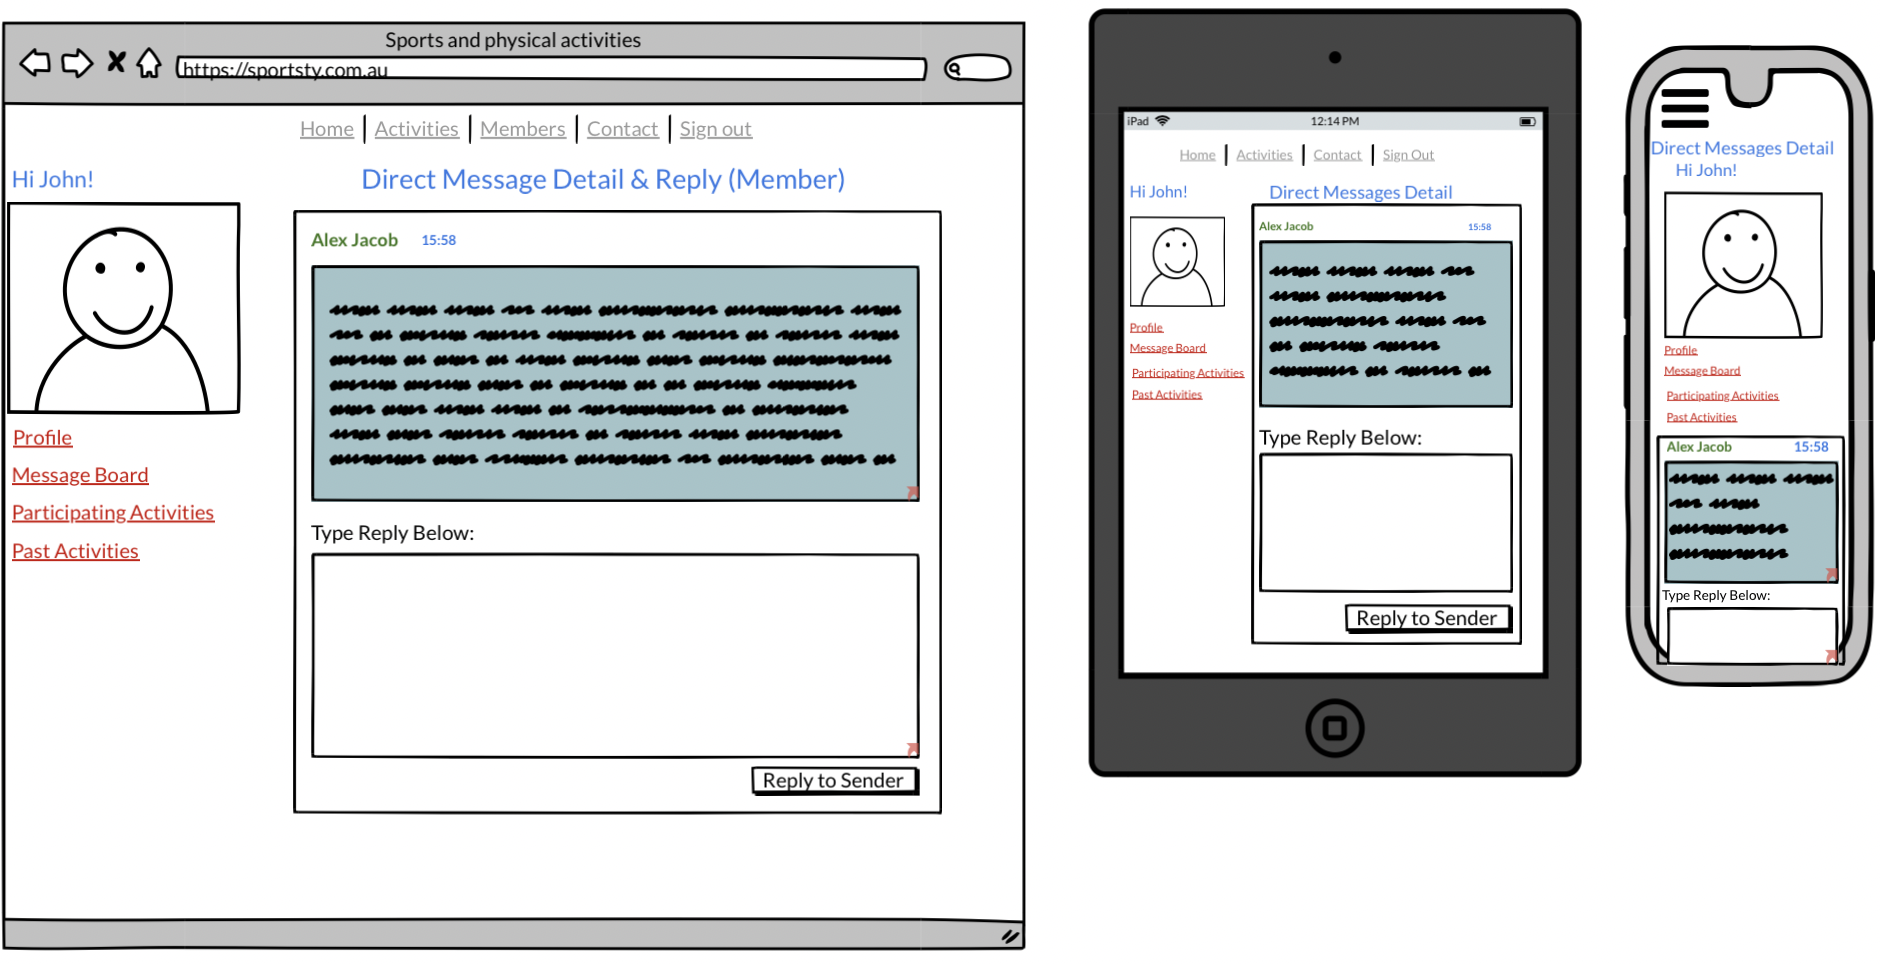 Sports and physical activities
https://sportsty.com.au
Home | Activities | Members | Contact | Sign out
Hi John!
Direct Message Detail & Reply (Member)
Alex Jacob 15:58
Profile
Message Board
Participating Activities
Past Activities
Type Reply Below:
Reply to Sender
iPad 12:14 PM
Home | Activities | Contact | Sign Out
Hi John!
Direct Messages Detail
Alex Jacob 15:58
Profile
Message Board
Participating Activities
Past Activities
Type Reply Below:
Reply to Sender
Direct Messages Detail
Hi John!
Profile
Message Board
Participating Activities
Past Activities
Alex Jacob 15:58
Type Reply Below: